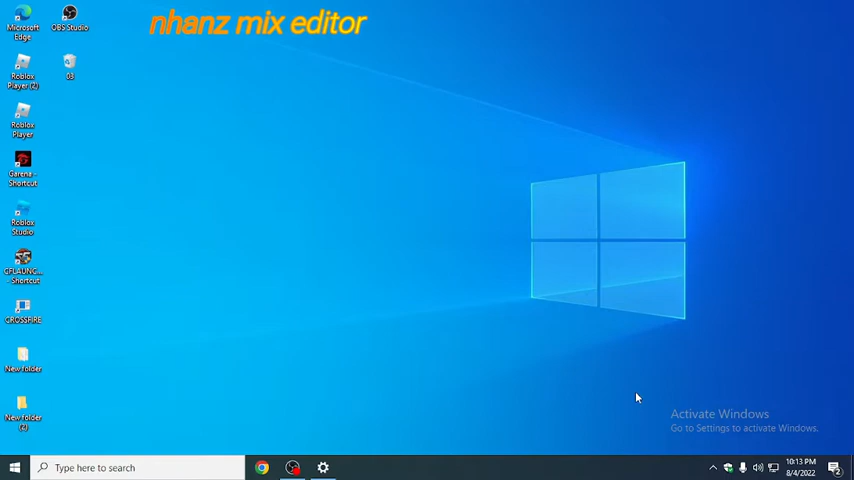 nhanz mix editor
Microsoft
Edge
OBS Studio
Roblox
Player (2)
03
Roblox
Player
Garena -
Shortcut
Roblox
Studio
CFLAUNC...
- Shortcut
CROSSFIRE
New folder
New folder
(2)
Activate Windows
Go to Settings to activate Windows.
Type here to search
10:13 PM
8/4/2022
2